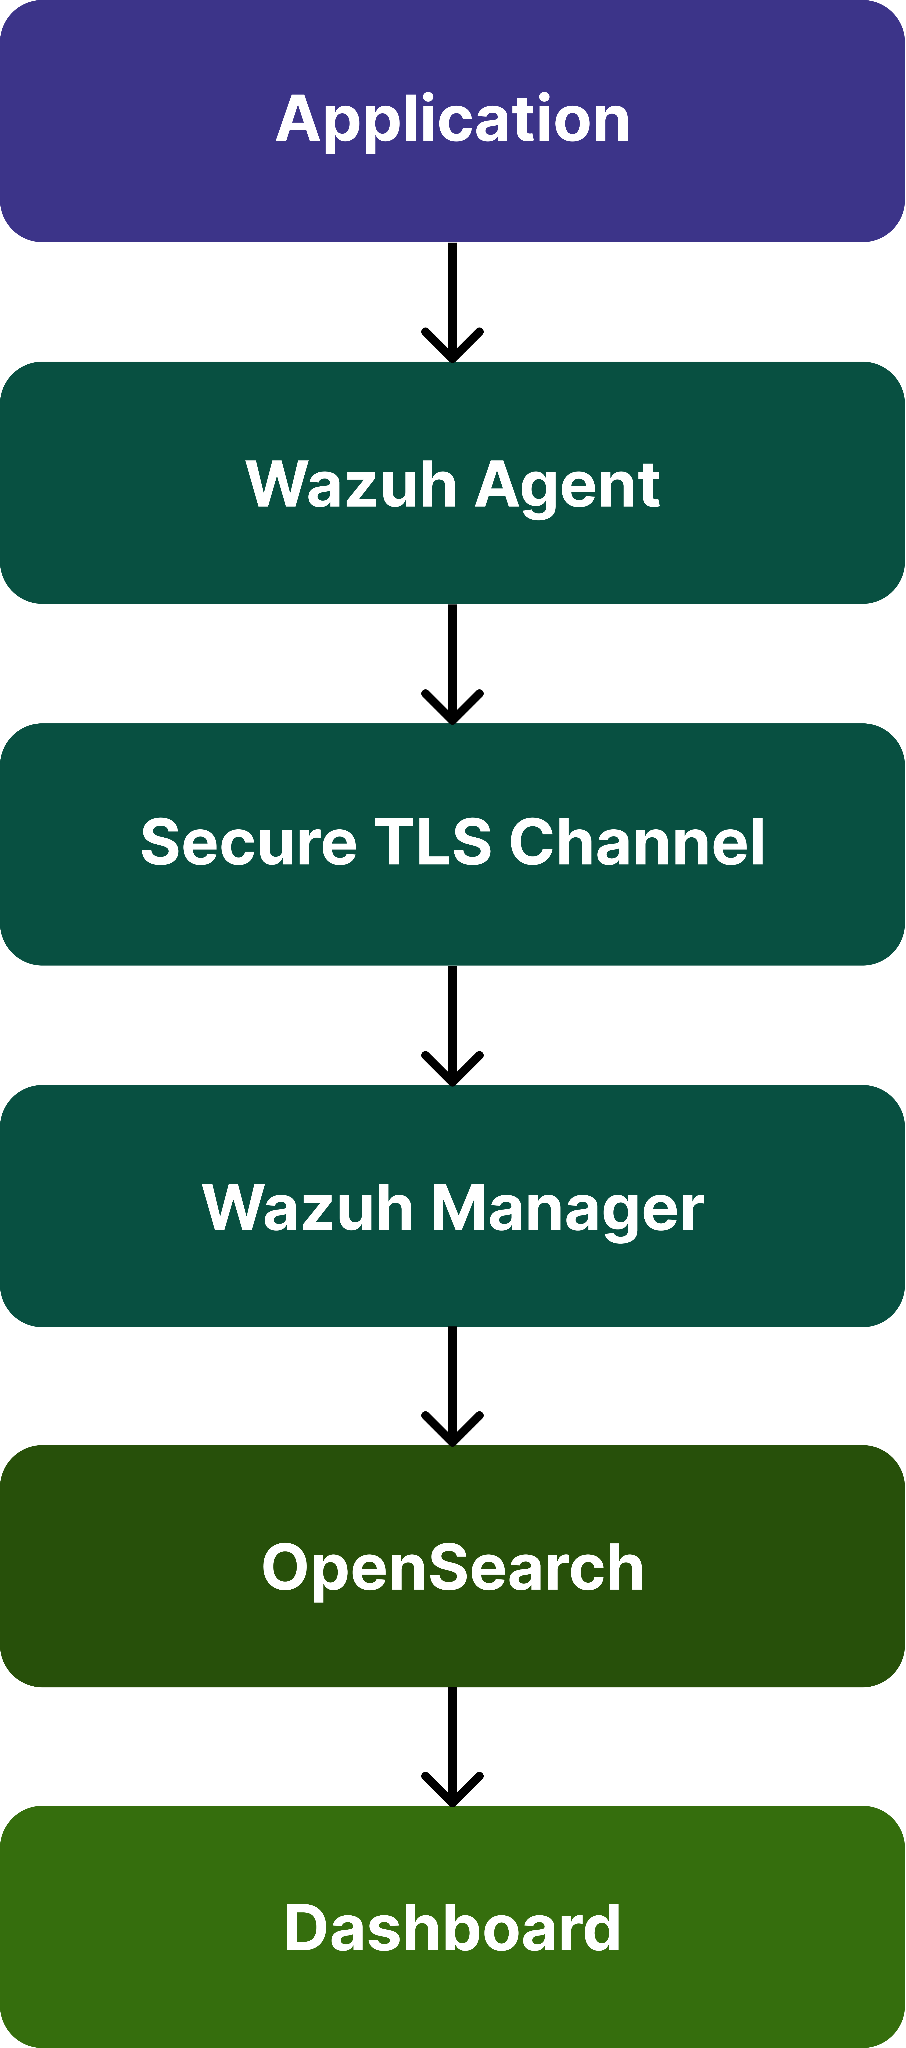 Application
Wazuh Agent
Secure TLS Channel
Wazuh Manager
OpenSearch
Dashboard